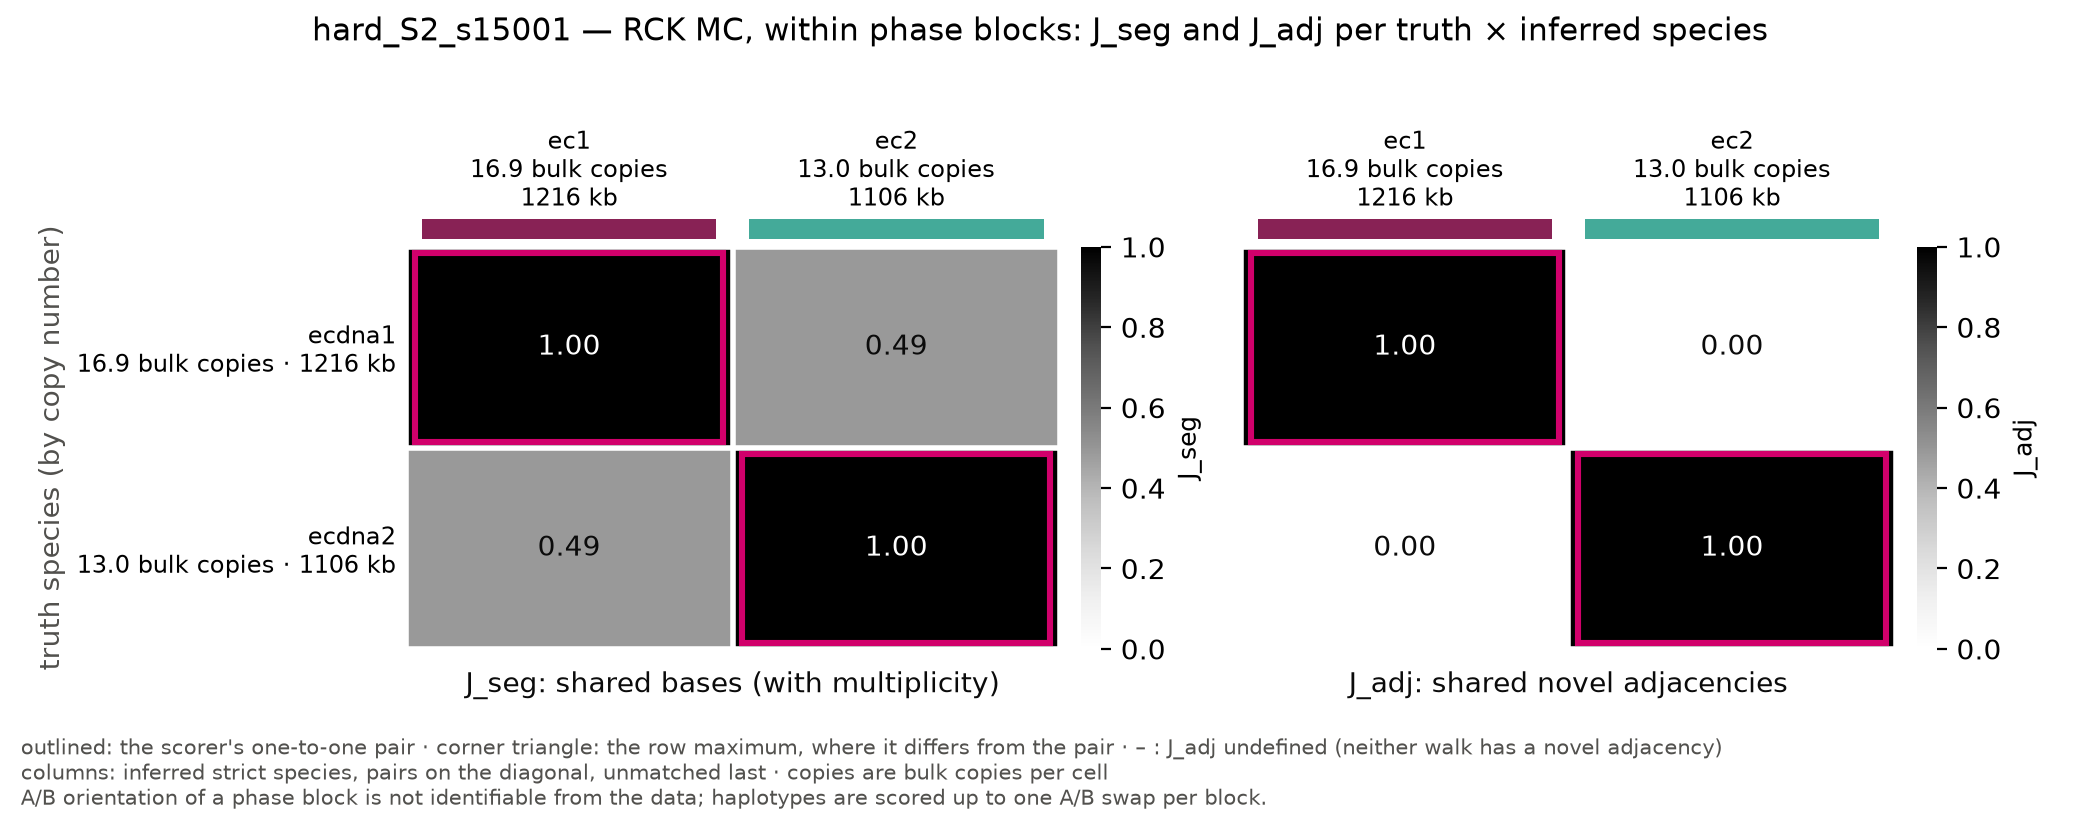 hard_S2_s15001 — RCK MC, within phase blocks: J_seg and J_adj per truth × inferred species
ec1
16.9 bulk copies
1216 kb
ec2
13.0 bulk copies
1106 kb
ec1
16.9 bulk copies
1216 kb
ec2
13.0 bulk copies
1106 kb
truth species (by copy number)
ecdna1
16.9 bulk copies · 1216 kb
ecdna2
13.0 bulk copies · 1106 kb
1.00
0.49
0.49
1.00
1.0
0.8
0.6
0.4
0.2
0.0
J_seg
1.00
0.00
0.00
1.00
1.0
0.8
0.6
0.4
0.2
0.0
J_adj
J_seg: shared bases (with multiplicity)
J_adj: shared novel adjacencies
outlined: the scorer's one-to-one pair · corner triangle: the row maximum, where it differs from the pair · – : J_adj undefined (neither walk has a novel adjacency)
columns: inferred strict species, pairs on the diagonal, unmatched last · copies are bulk copies per cell
A/B orientation of a phase block is not identifiable from the data; haplotypes are scored up to one A/B swap per block.